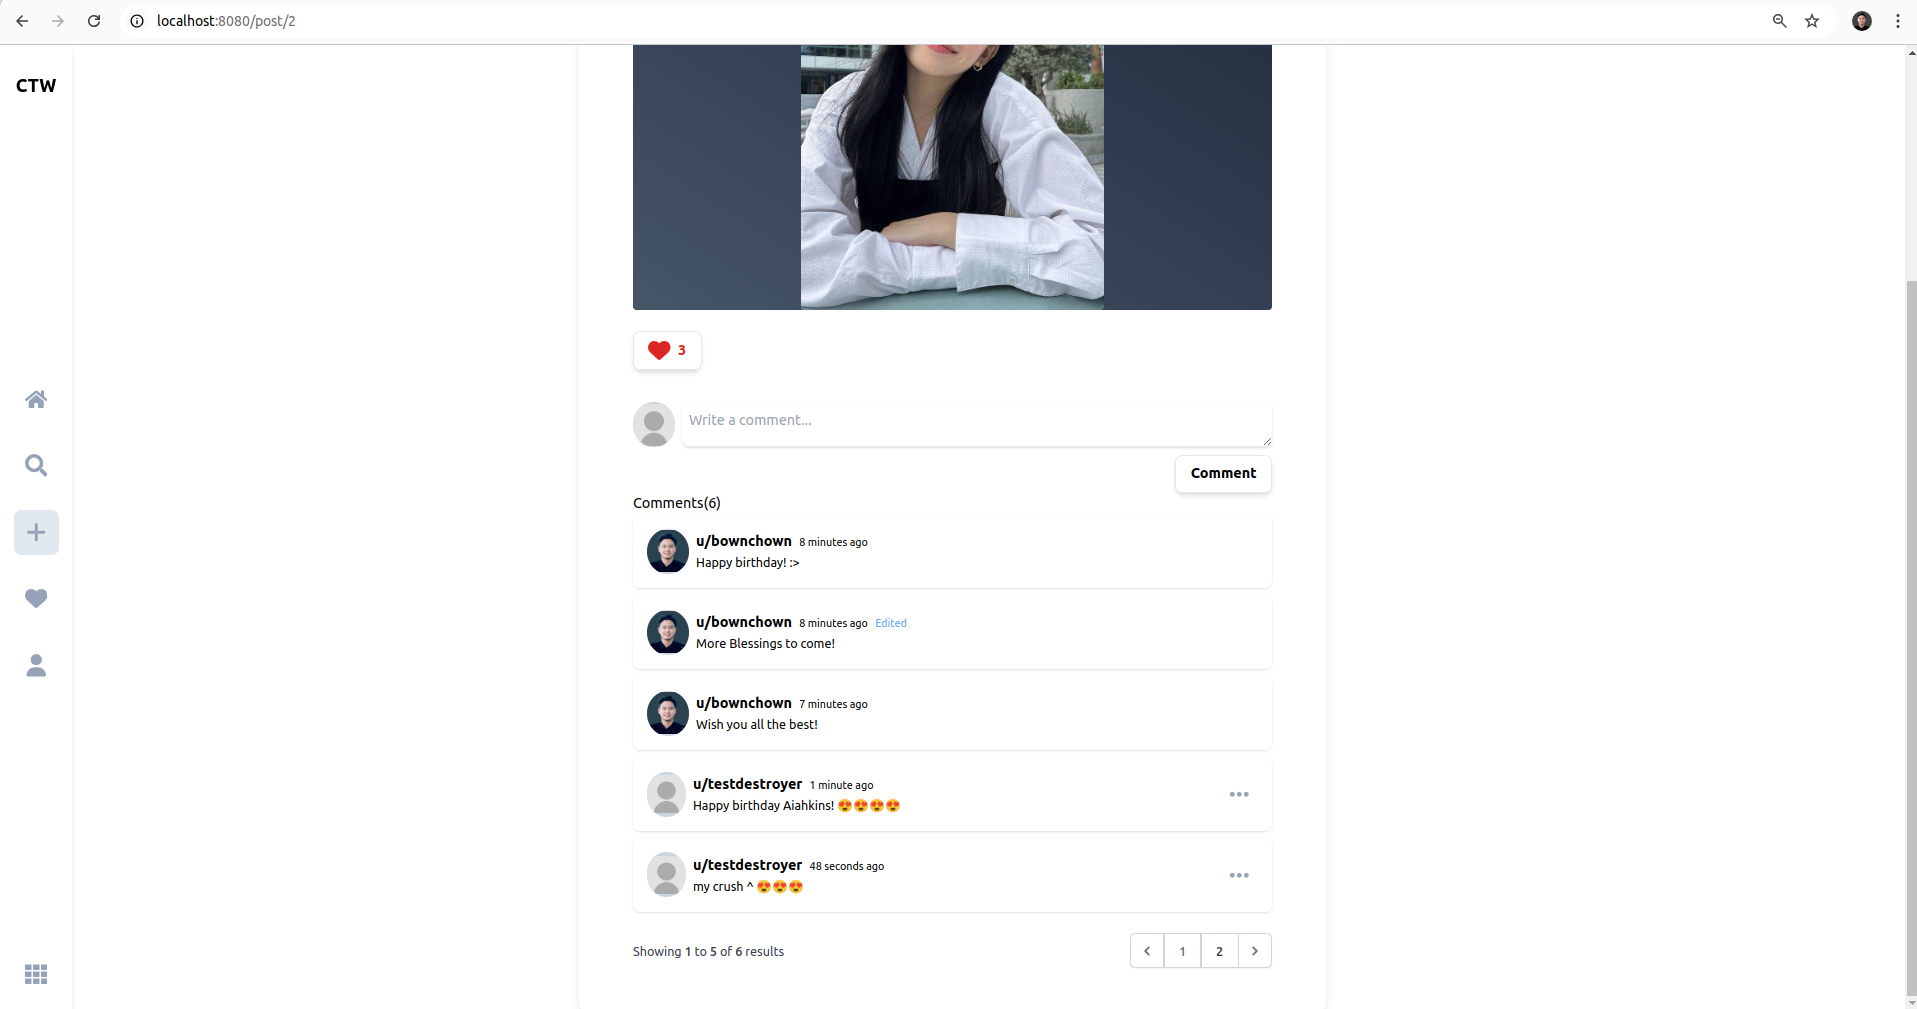 localhost:8080/post/2
CTW
3
Write a comment...
Comment
Comments(6)
u/bownchown 8 minutes ago
Happy birthday! :>
u/bownchown 8 minutes ago Edited
More Blessings to come!
u/bownchown 7 minutes ago
Wish you all the best!
u/testdestroyer 1 minute ago
Happy birthday Aiahkins! 😍😍😍😍
u/testdestroyer 48 seconds ago
my crush ^ 😍😍😍
Showing 1 to 5 of 6 results
1 2